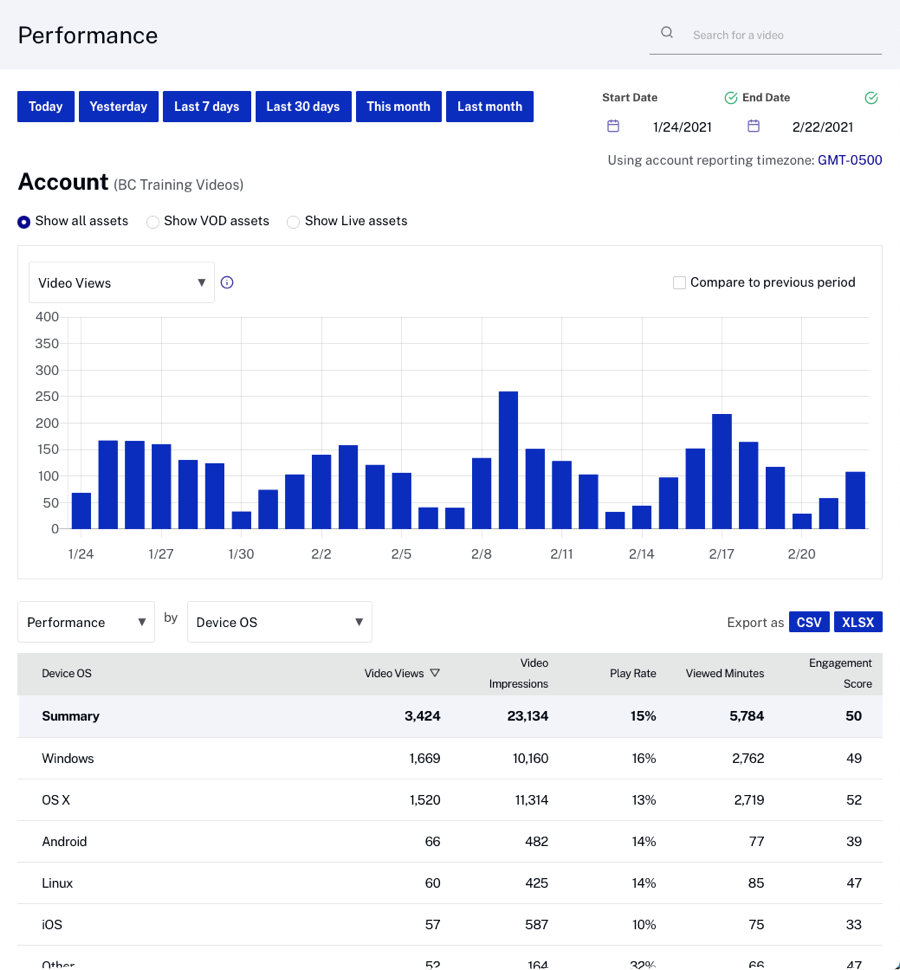 Performance
Search for a video
Today Yesterday Last 7 days Last 30 days This month Last month
Start Date End Date
1/24/2021 2/22/2021
Using account reporting timezone: GMT-0500
Account (BC Training Videos)
Show all assets Show VOD assets Show Live assets
Video Views Compare to previous period
400
350
300
250
200
150
100
50
0
1/24 1/27 1/30 2/2 2/5 2/8 2/11 2/14 2/17 2/20
Performance by Device OS Export as CSV XLSX
Device OS Video Views Video Impressions Play Rate Viewed Minutes Engagement Score
Summary 3,424 23,134 15% 5,784 50
Windows 1,669 10,160 16% 2,762 49
OS X 1,520 11,314 13% 2,719 52
Android 66 482 14% 77 39
Linux 60 425 14% 85 47
iOS 57 587 10% 75 33
Other 52 164 32% 66 47